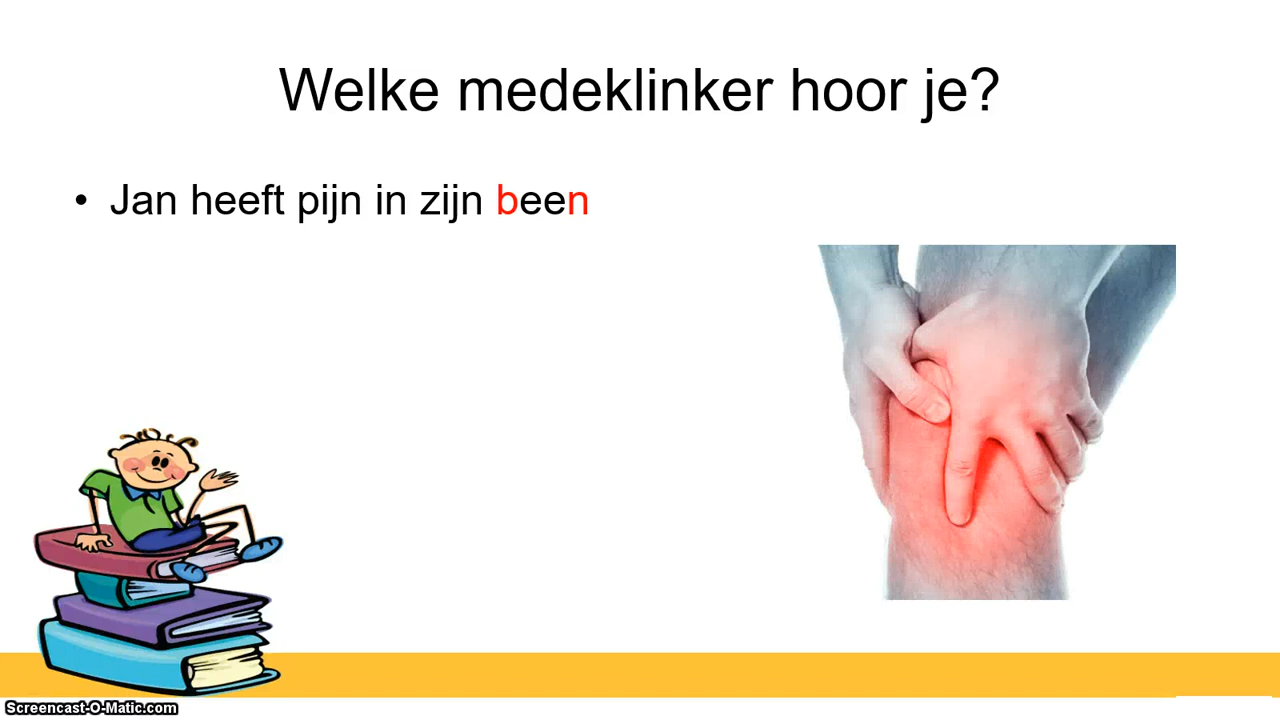 Welke medeklinker hoor je?
• Jan heeft pijn in zijn been
Screencast-O-Matic.com